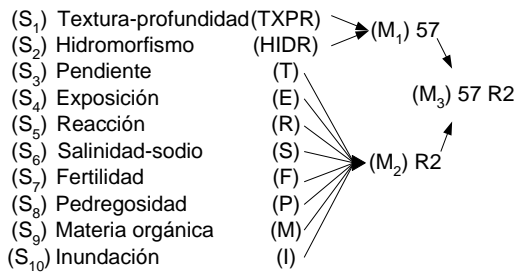 (S1) Textura-profundidad (TXPR)
(S2) Hidromorfismo (HIDR)
(M1) 57
(S3) Pendiente (T)
(S4) Exposición (E)
(M3) 57 R2
(S5) Reacción (R)
(S6) Salinidad-sodio (S)
(M2) R2
(S7) Fertilidad (F)
(S8) Pedregosidad (P)
(S9) Materia orgánica (M)
(S10) Inundación (I)